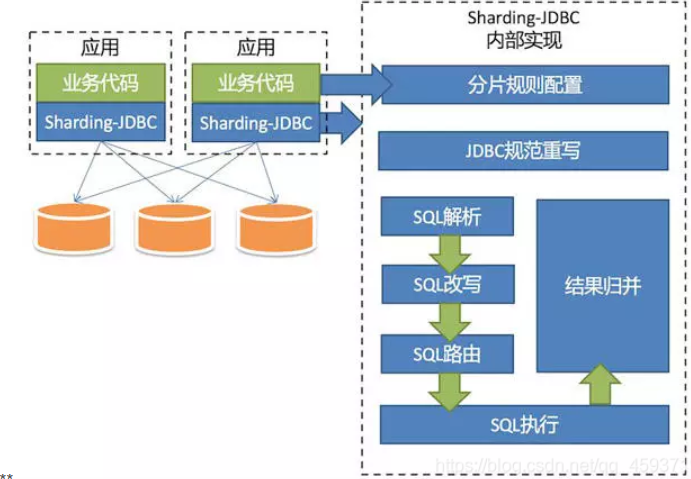 应用
业务代码
Sharding-JDBC
应用
业务代码
Sharding-JDBC
Sharding-JDBC
内部实现
分片规则配置
JDBC规范重写
SQL解析
SQL改写
SQL路由
SQL执行
结果归并
https://blog.csdn.net/qq_45937
**